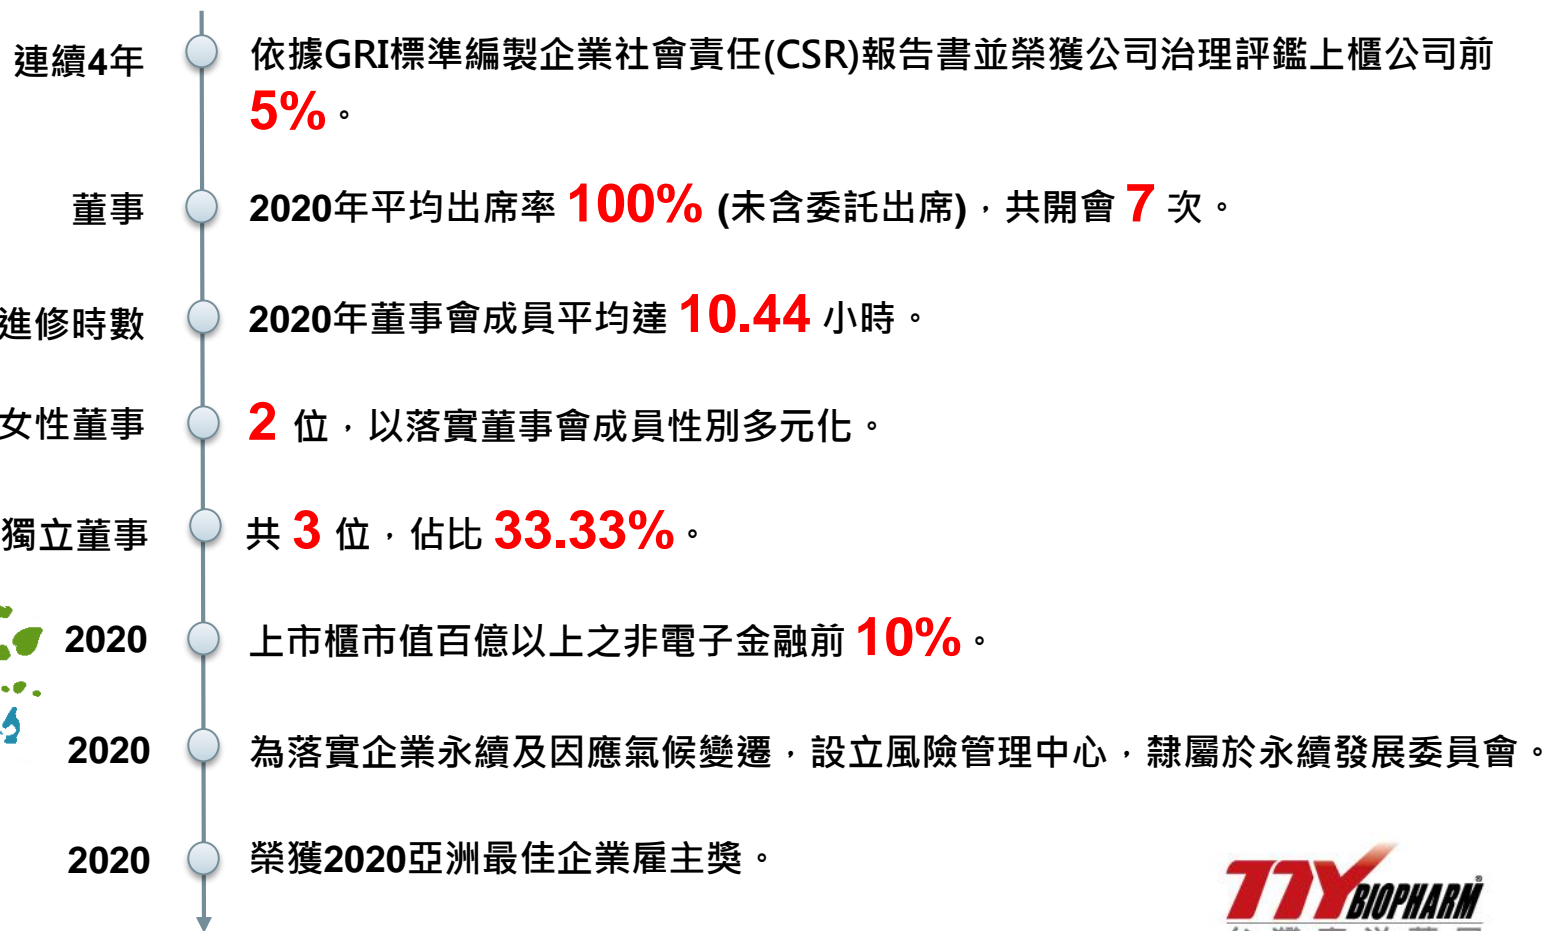 連續4年
依據GRI標準編製企業社會責任(CSR)報告書並榮獲公司治理評鑑上櫃公司前
5%。
董事
2020年平均出席率 100% (未含委託出席)，共開會 7 次。
進修時數
2020年董事會成員平均達 10.44 小時。
女性董事
2 位，以落實董事會成員性別多元化。
獨立董事
共 3 位，佔比 33.33%。
2020
上市櫃市值百億以上之非電子金融前 10%。
2020
為落實企業永續及因應氣候變遷，設立風險管理中心，隸屬於永續發展委員會。
2020
榮獲2020亞洲最佳企業雇主獎。
TTY BIOPHARM®